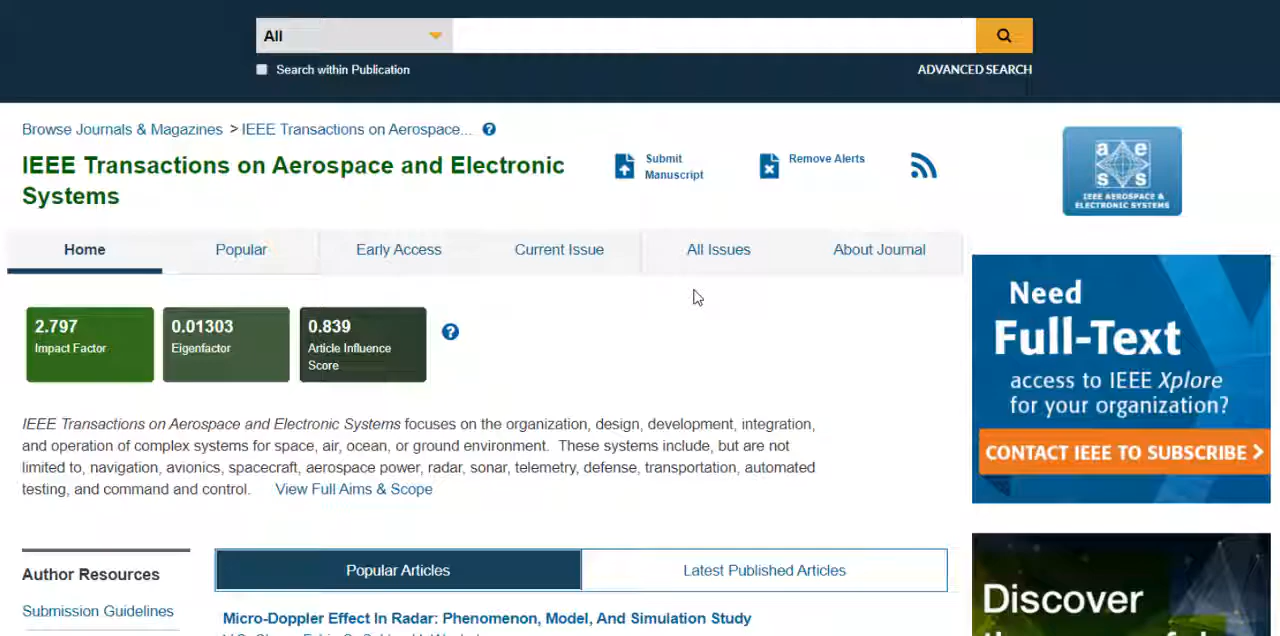 All
Search within Publication
ADVANCED SEARCH
Browse Journals & Magazines > IEEE Transactions on Aerospace... ?
IEEE Transactions on Aerospace and Electronic
Systems
Submit
Manuscript
Remove Alerts
a e
s s
IEEE AEROSPACE &
ELECTRONIC SYSTEMS
Home
Popular
Early Access
Current Issue
All Issues
About Journal
2.797
Impact Factor
0.01303
Eigenfactor
0.839
Article Influence
Score
?
Need
Full-Text
access to IEEE Xplore
for your organization?
CONTACT IEEE TO SUBSCRIBE >
IEEE Transactions on Aerospace and Electronic Systems focuses on the organization, design, development, integration,
and operation of complex systems for space, air, ocean, or ground environment. These systems include, but are not
limited to, navigation, avionics, spacecraft, aerospace power, radar, sonar, telemetry, defense, transportation, automated
testing, and command and control. View Full Aims & Scope
Author Resources
Submission Guidelines
Popular Articles
Latest Published Articles
Micro-Doppler Effect In Radar: Phenomenon, Model, And Simulation Study
Discover